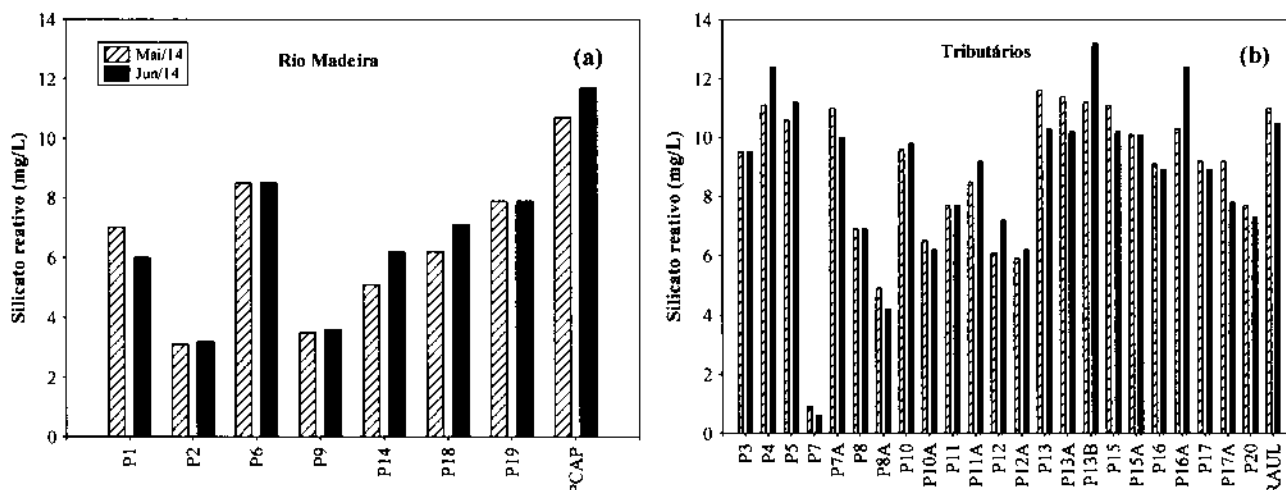 14
12
10
8
6
4
2
0
Silicato reativo (mg/L)
Mai/14
Jun/14
Rio Madeira
(a)
P1
P2
P6
P9
P14
P18
P19
PCAP
14
12
10
8
6
4
2
0
Silicato reativo (mg/L)
Tributários
(b)
P3
P4
P5
P7
P7A
P8
P8A
P10
P10A
P11
P11A
P12
P12A
P13
P13A
P13B
P15
P15A
P16
P16A
P17
P17A
P20
RAUL